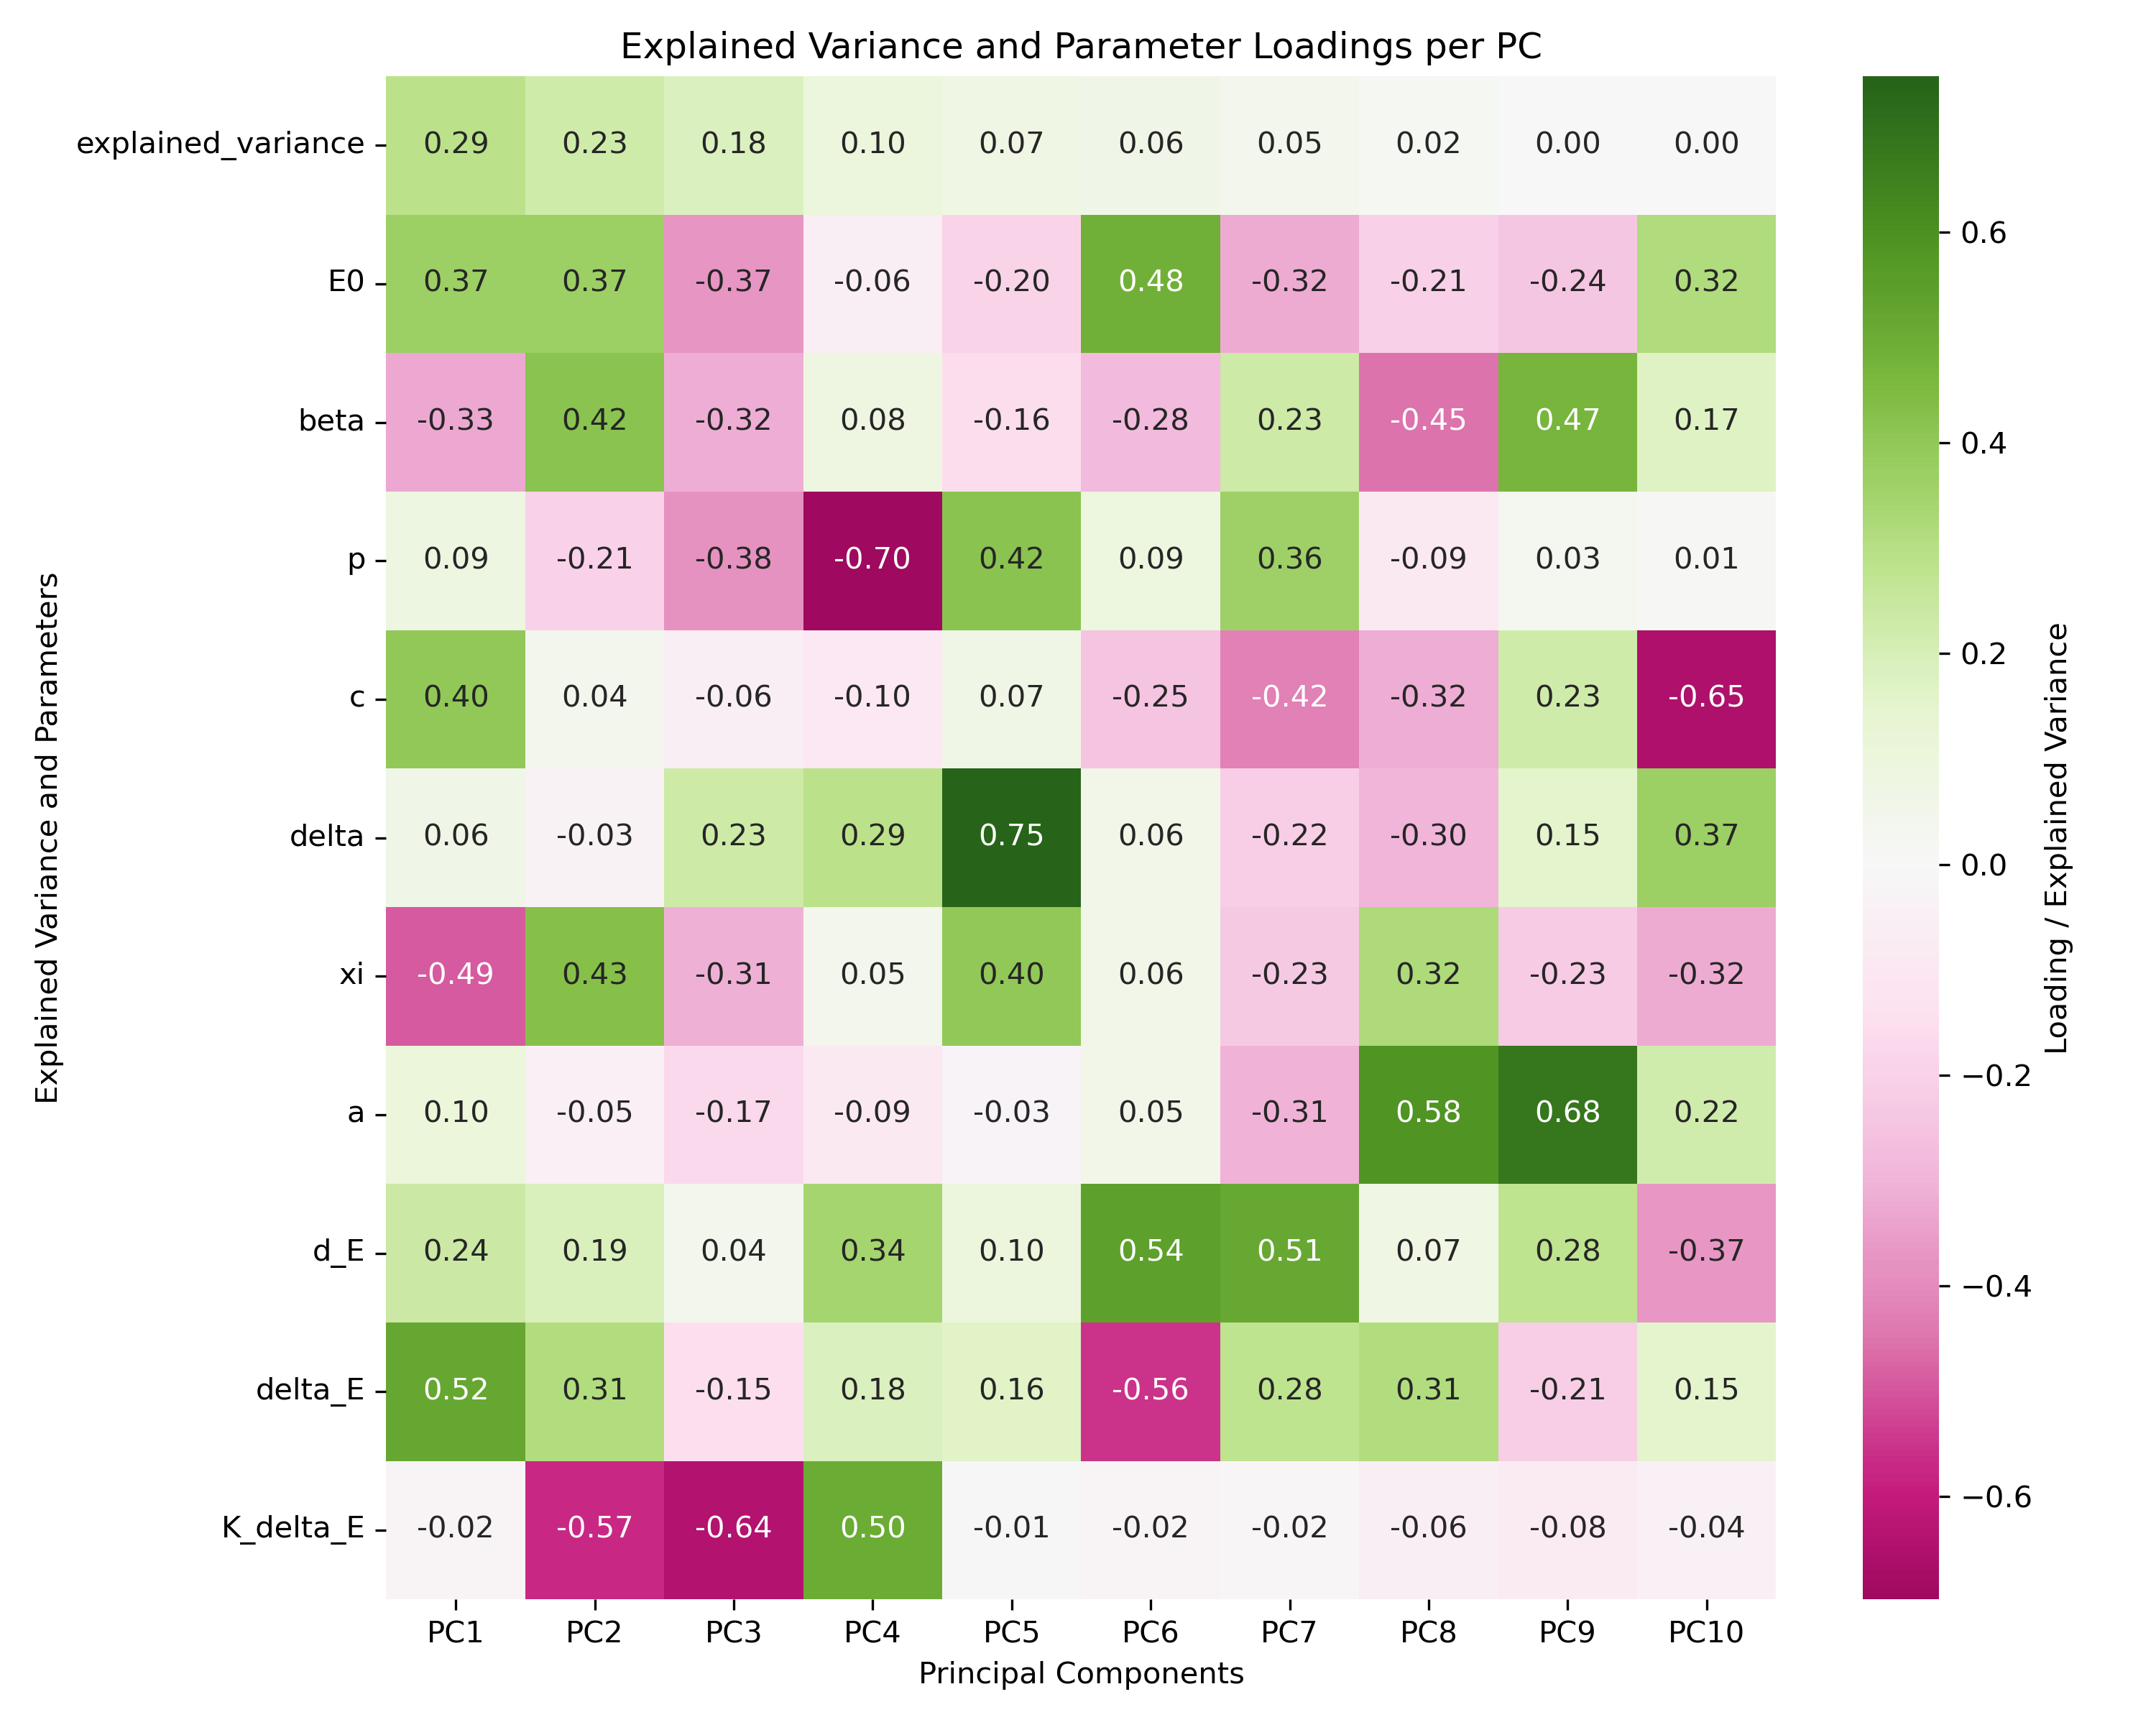 Explained Variance and Parameter Loadings per PC
explained_variance 0.29 0.23 0.18 0.10 0.07 0.06 0.05 0.02 0.00 0.00
E0 0.37 0.37 -0.37 -0.06 -0.20 0.48 -0.32 -0.21 -0.24 0.32
beta -0.33 0.42 -0.32 0.08 -0.16 -0.28 0.23 -0.45 0.47 0.17
p 0.09 -0.21 -0.38 -0.70 0.42 0.09 0.36 -0.09 0.03 0.01
c 0.40 0.04 -0.06 -0.10 0.07 -0.25 -0.42 -0.32 0.23 -0.65
delta 0.06 -0.03 0.23 0.29 0.75 0.06 -0.22 -0.30 0.15 0.37
xi -0.49 0.43 -0.31 0.05 0.40 0.06 -0.23 0.32 -0.23 -0.32
a 0.10 -0.05 -0.17 -0.09 -0.03 0.05 -0.31 0.58 0.68 0.22
d_E 0.24 0.19 0.04 0.34 0.10 0.54 0.51 0.07 0.28 -0.37
delta_E 0.52 0.31 -0.15 0.18 0.16 -0.56 0.28 0.31 -0.21 0.15
K_delta_E -0.02 -0.57 -0.64 0.50 -0.01 -0.02 -0.02 -0.06 -0.08 -0.04
PC1 PC2 PC3 PC4 PC5 PC6 PC7 PC8 PC9 PC10
Principal Components
Explained Variance and Parameters
0.6
0.4
0.2
0.0
−0.2
−0.4
−0.6
Loading / Explained Variance